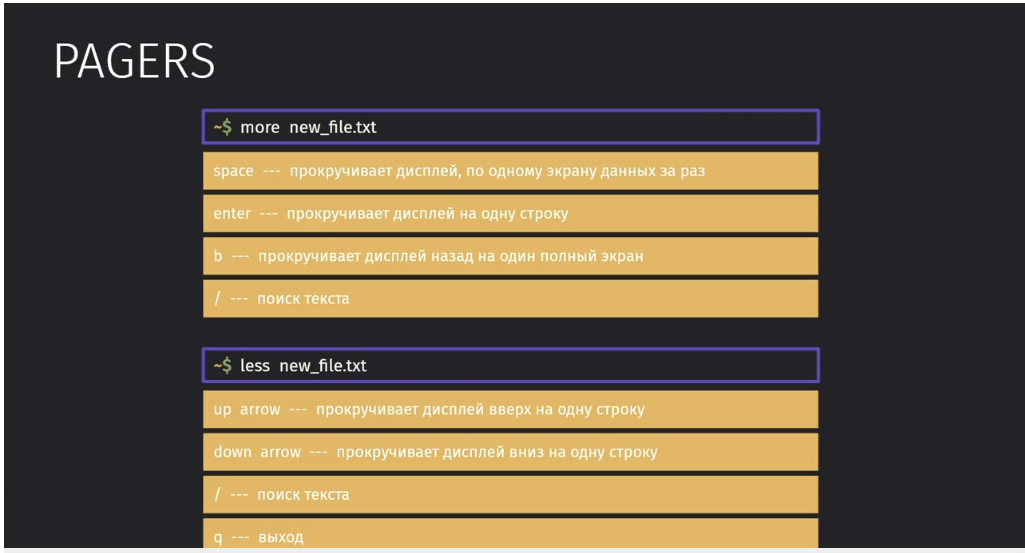 PAGERS
~$ more new_file.txt
space --- прокручивает дисплей, по одному экрану данных за раз
enter --- прокручивает дисплей на одну строку
b --- прокручивает дисплей назад на один полный экран
/ --- поиск текста
~$ less new_file.txt
up arrow --- прокручивает дисплей вверх на одну строку
down arrow --- прокручивает дисплей вниз на одну строку
/ --- поиск текста
q --- выход